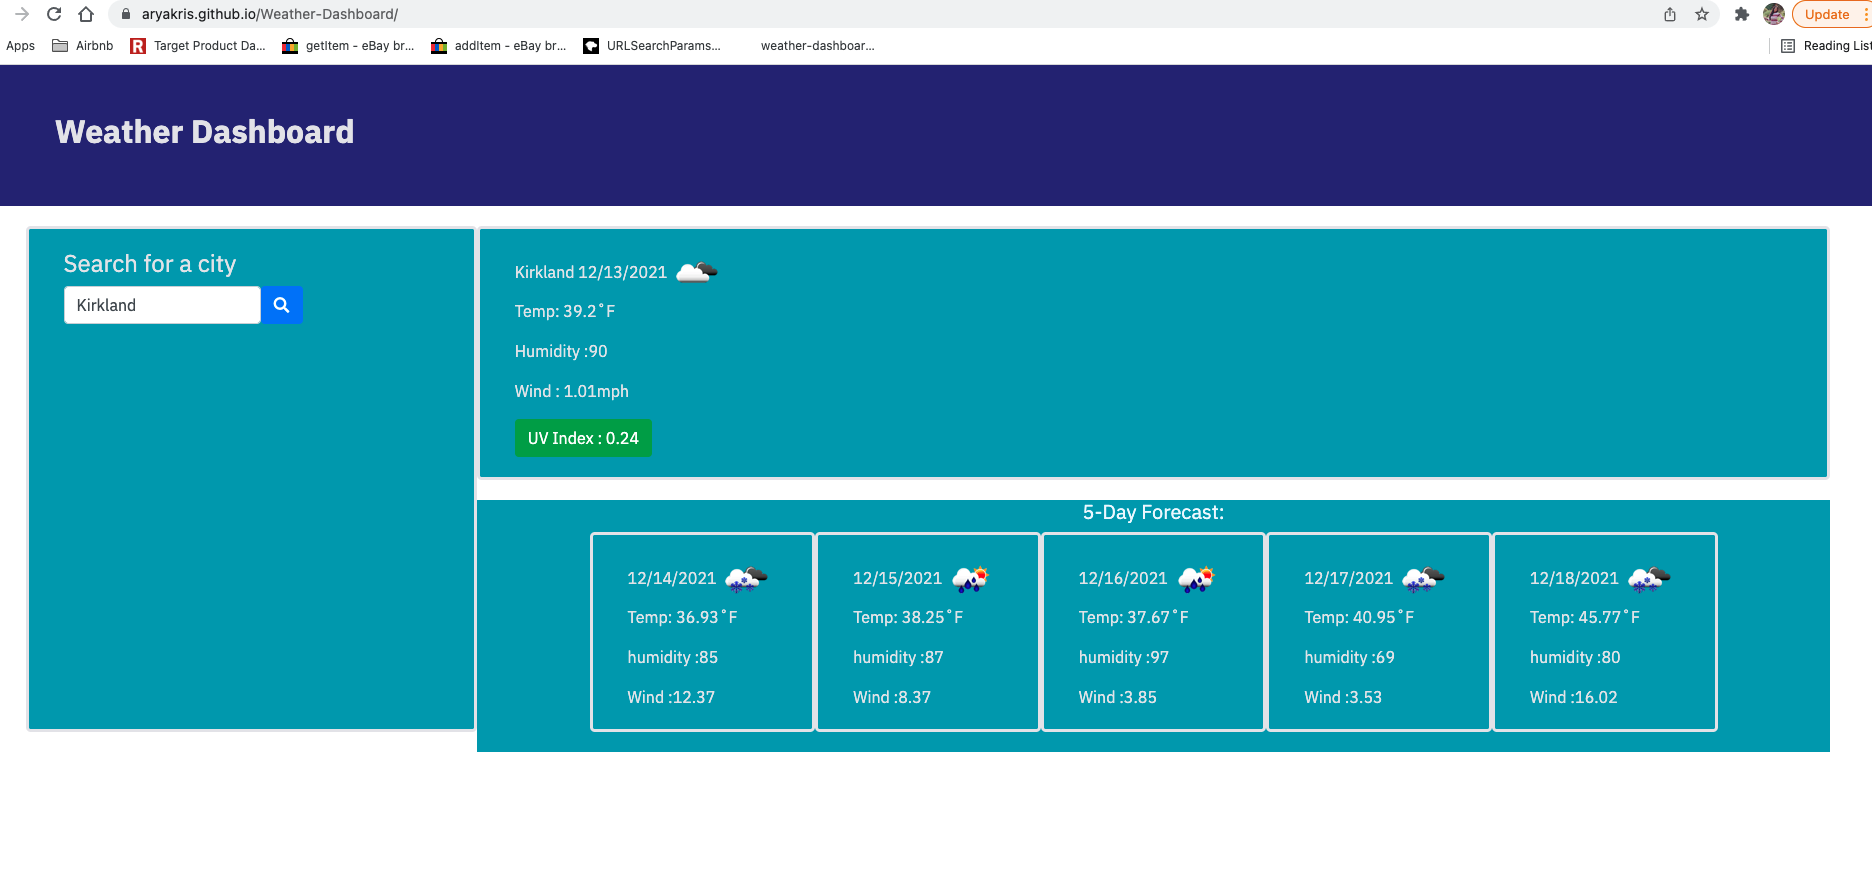 aryakris.github.io/Weather-Dashboard/
Update
Apps Airbnb Target Product Da... getItem - eBay br... addItem - eBay br... URLSearchParams... weather-dashboar... Reading List
Weather Dashboard
Search for a city
Kirkland
Kirkland 12/13/2021
Temp: 39.2°F
Humidity :90
Wind : 1.01mph
UV Index : 0.24
5-Day Forecast:
12/14/2021
Temp: 36.93°F
humidity :85
Wind :12.37
12/15/2021
Temp: 38.25°F
humidity :87
Wind :8.37
12/16/2021
Temp: 37.67°F
humidity :97
Wind :3.85
12/17/2021
Temp: 40.95°F
humidity :69
Wind :3.53
12/18/2021
Temp: 45.77°F
humidity :80
Wind :16.02